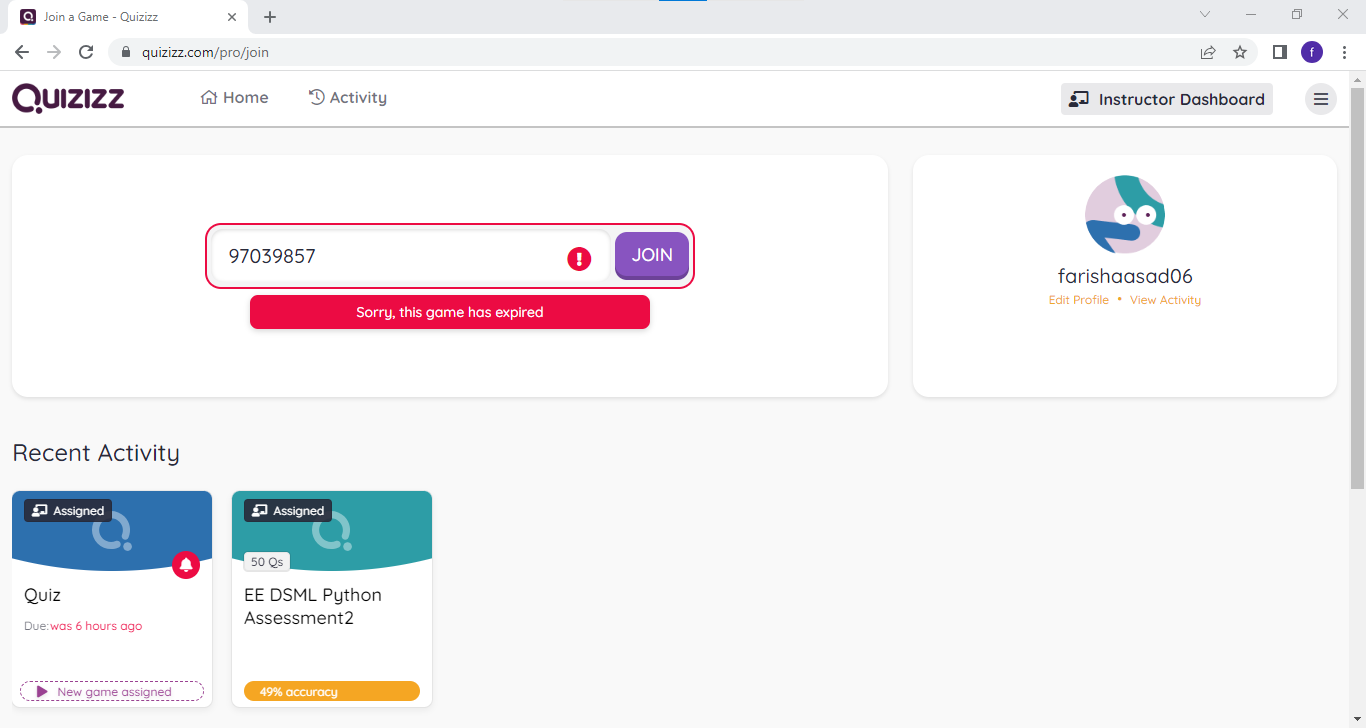 Join a Game - Quizizz
quizizz.com/pro/join
f
Quizizz
Home
Activity
Instructor Dashboard
97039857
JOIN
Sorry, this game has expired
farishaasad06
Edit Profile • View Activity
Recent Activity
Assigned
Quiz
Due:was 6 hours ago
New game assigned
Assigned
50 Qs
EE DSML Python
Assessment2
49% accuracy